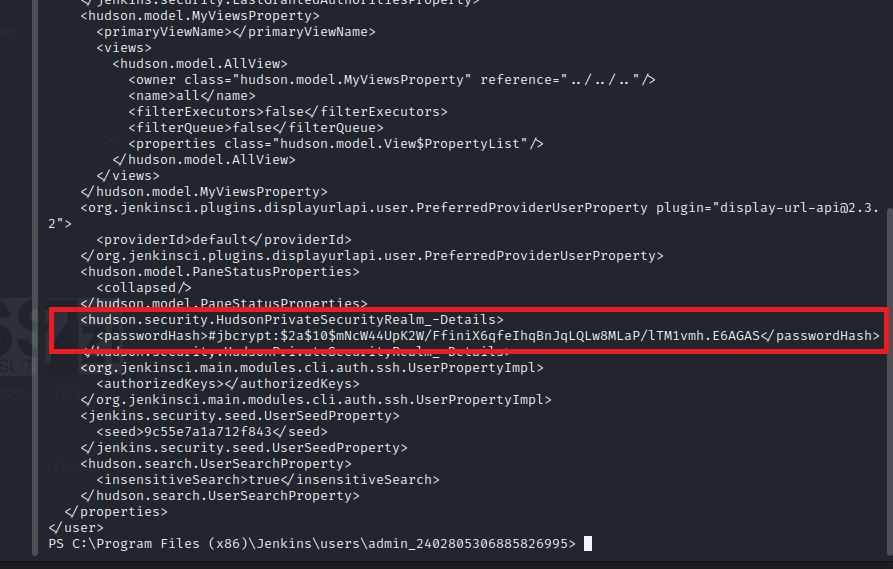 </jenkins.security.LastGrantedAuthoritiesProperty>
<hudson.model.MyViewsProperty>
<primaryViewName></primaryViewName>
<views>
<hudson.model.AllView>
<owner class="hudson.model.MyViewsProperty" reference="../../.."/>
<name>all</name>
<filterExecutors>false</filterExecutors>
<filterQueue>false</filterQueue>
<properties class="hudson.model.View$PropertyList"/>
</hudson.model.AllView>
</views>
</hudson.model.MyViewsProperty>
<org.jenkinsci.plugins.displayurlapi.user.PreferredProviderUserProperty plugin="display-url-api@2.3.
2">
<providerId>default</providerId>
</org.jenkinsci.plugins.displayurlapi.user.PreferredProviderUserProperty>
<hudson.model.PaneStatusProperties>
<collapsed/>
</hudson.model.PaneStatusProperties>
<hudson.security.HudsonPrivateSecurityRealm_-Details>
<passwordHash>#jbcrypt:$2a$10$mNcW44UpK2W/FfiniX6qfeIhqBnJqLQLw8MLaP/lTM1vmh.E6AGAS</passwordHash>
</hudson.security.HudsonPrivateSecurityRealm_-Details>
<org.jenkinsci.main.modules.cli.auth.ssh.UserPropertyImpl>
<authorizedKeys></authorizedKeys>
</org.jenkinsci.main.modules.cli.auth.ssh.UserPropertyImpl>
<jenkins.security.seed.UserSeedProperty>
<seed>9c55e7a1a712f843</seed>
</jenkins.security.seed.UserSeedProperty>
<hudson.search.UserSearchProperty>
<insensitiveSearch>true</insensitiveSearch>
</hudson.search.UserSearchProperty>
</properties>
</user>
PS C:\Program Files (x86)\Jenkins\users\admin_2402805306885826995>